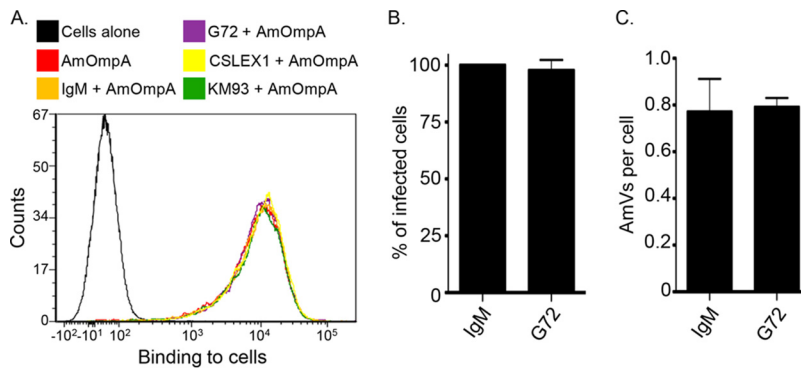 A.
Cells alone
AmOmpA
IgM + AmOmpA
G72 + AmOmpA
CSLEX1 + AmOmpA
KM93 + AmOmpA
Counts
67
50
34
17
0
-10² -10¹ 10² 10³ 10⁴ 10⁵
Binding to cells
B.
% of infected cells
100
75
50
25
0
IgM G72
C.
AmVs per cell
1.0
0.8
0.6
0.4
0.2
0
IgM G72